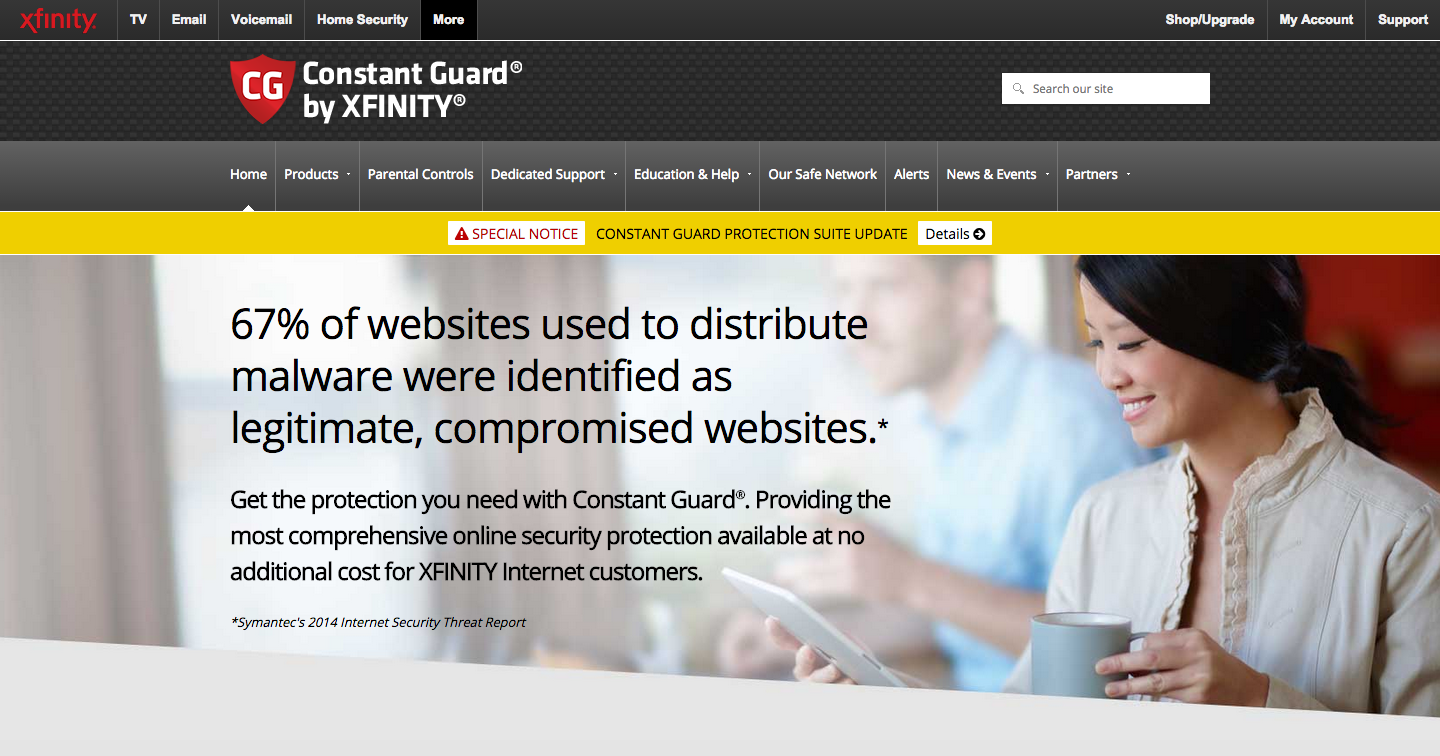 xfinity. TV Email Voicemail Home Security More Shop/Upgrade My Account Support
CG
Constant Guard®
by XFINITY®
Search our site
Home Products Parental Controls Dedicated Support Education & Help Our Safe Network Alerts News & Events Partners
SPECIAL NOTICE CONSTANT GUARD PROTECTION SUITE UPDATE Details
67% of websites used to distribute
malware were identified as
legitimate, compromised websites.*
Get the protection you need with Constant Guard®. Providing the
most comprehensive online security protection available at no
additional cost for XFINITY Internet customers.
*Symantec's 2014 Internet Security Threat Report